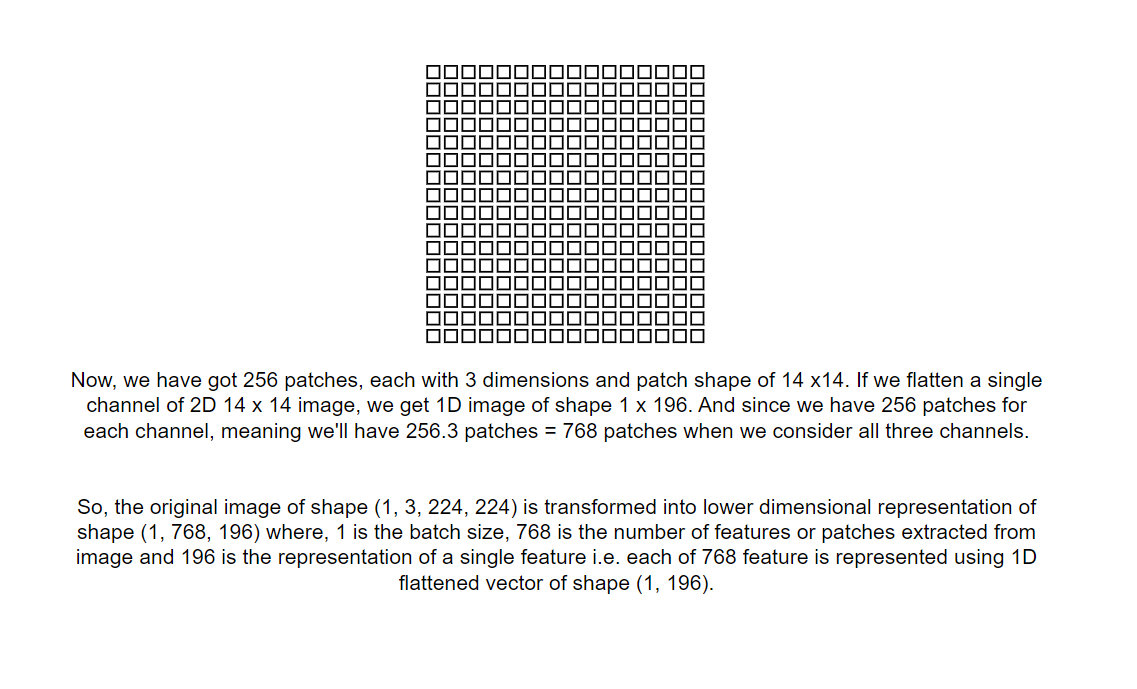 Now, we have got 256 patches, each with 3 dimensions and patch shape of 14 x14. If we flatten a single
channel of 2D 14 x 14 image, we get 1D image of shape 1 x 196. And since we have 256 patches for
each channel, meaning we'll have 256.3 patches = 768 patches when we consider all three channels.
So, the original image of shape (1, 3, 224, 224) is transformed into lower dimensional representation of
shape (1, 768, 196) where, 1 is the batch size, 768 is the number of features or patches extracted from
image and 196 is the representation of a single feature i.e. each of 768 feature is represented using 1D
flattened vector of shape (1, 196).